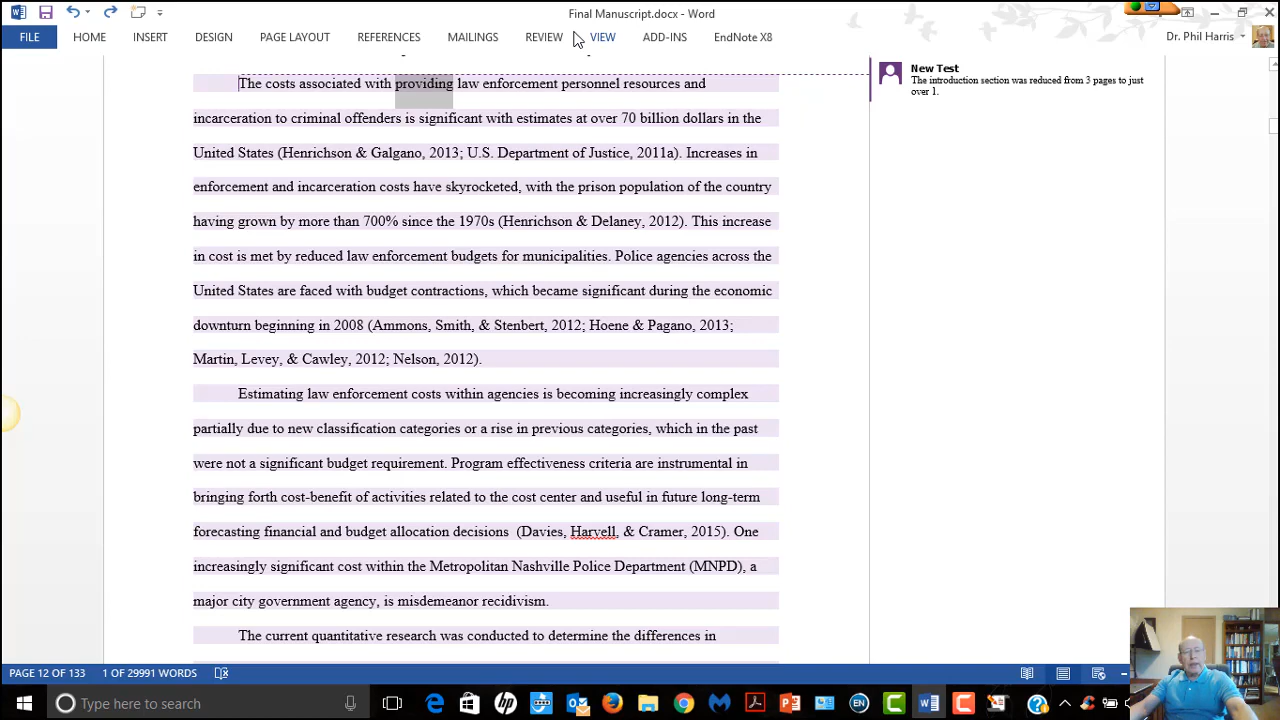 Final Manuscript.docx - Word
FILE HOME INSERT DESIGN PAGE LAYOUT REFERENCES MAILINGS REVIEW VIEW ADD-INS EndNote X8 Dr. Phil Harris
The costs associated with providing law enforcement personnel resources and
incarceration to criminal offenders is significant with estimates at over 70 billion dollars in the
United States (Henrichson & Galgano, 2013; U.S. Department of Justice, 2011a). Increases in
enforcement and incarceration costs have skyrocketed, with the prison population of the country
having grown by more than 700% since the 1970s (Henrichson & Delaney, 2012). This increase
in cost is met by reduced law enforcement budgets for municipalities. Police agencies across the
United States are faced with budget contractions, which became significant during the economic
downturn beginning in 2008 (Ammons, Smith, & Stenbert, 2012; Hoene & Pagano, 2013;
Martin, Levey, & Cawley, 2012; Nelson, 2012).
Estimating law enforcement costs within agencies is becoming increasingly complex
partially due to new classification categories or a rise in previous categories, which in the past
were not a significant budget requirement. Program effectiveness criteria are instrumental in
bringing forth cost-benefit of activities related to the cost center and useful in future long-term
forecasting financial and budget allocation decisions (Davies, Harvell, & Cramer, 2015). One
increasingly significant cost within the Metropolitan Nashville Police Department (MNPD), a
major city government agency, is misdemeanor recidivism.
The current quantitative research was conducted to determine the differences in
New Test
The introduction section was reduced from 3 pages to just
over 1.
PAGE 12 OF 133 1 OF 29991 WORDS
Type here to search